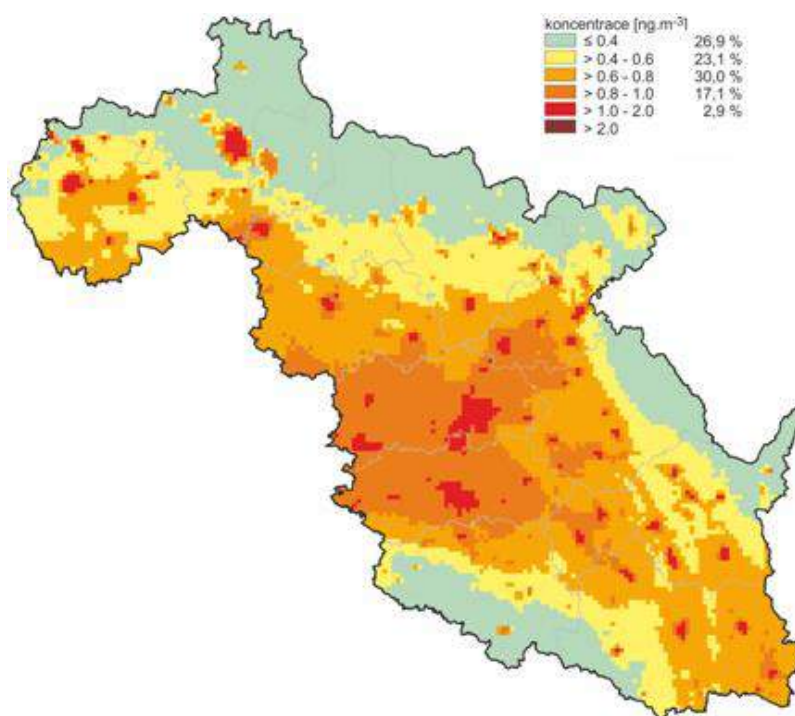 koncentrace [ng.m-3]
≤ 0.4 26,9 %
> 0.4 - 0.6 23,1 %
> 0.6 - 0.8 30,0 %
> 0.8 - 1.0 17,1 %
> 1.0 - 2.0 2,9 %
> 2.0